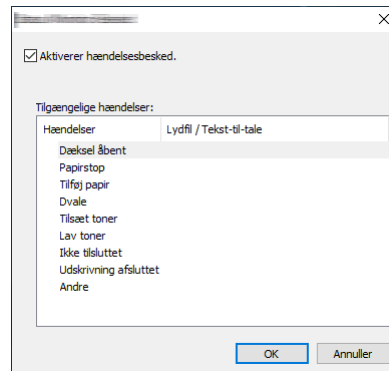 Aktiverer hændelsesbesked.
Tilgængelige hændelser:
Hændelser Lydfil / Tekst-til-tale
Dæksel åbent
Papirstop
Tilføj papir
Dvale
Tilsæt toner
Lav toner
Ikke tilsluttet
Udskrivning afsluttet
Andre
OK Annuller